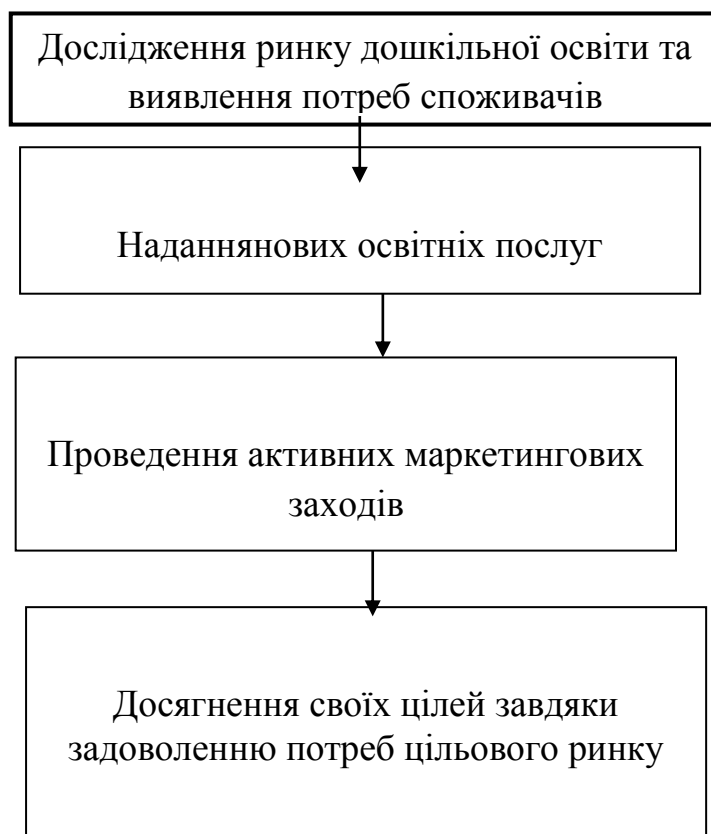 Дослідження ринку дошкільної освіти та
виявлення потреб споживачів
Наданнянових освітніх послуг
Проведення активних маркетингових
заходів
Досягнення своїх цілей завдяки
задоволенню потреб цільового ринку